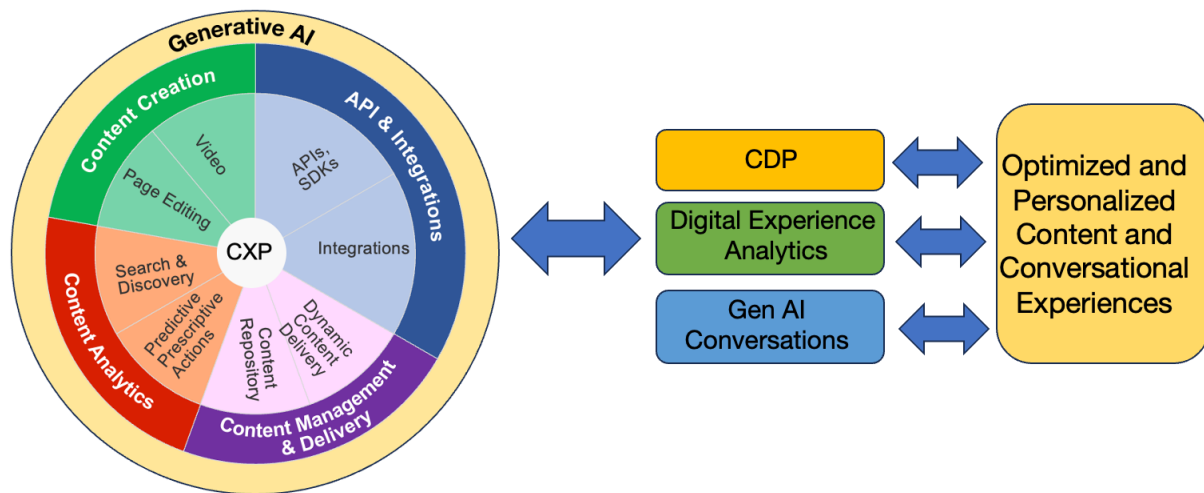 Generative AI
Content Creation
API & Integrations
Video
Page Editing
APIs,
SDKs
Integrations
CXP
Search &
Discovery
Predictive
Prescriptive
Actions
Content
Repository
Dynamic
Content
Delivery
Content Analytics
Content Management
& Delivery
CDP
Digital Experience
Analytics
Gen AI
Conversations
Optimized and
Personalized
Content and
Conversational
Experiences